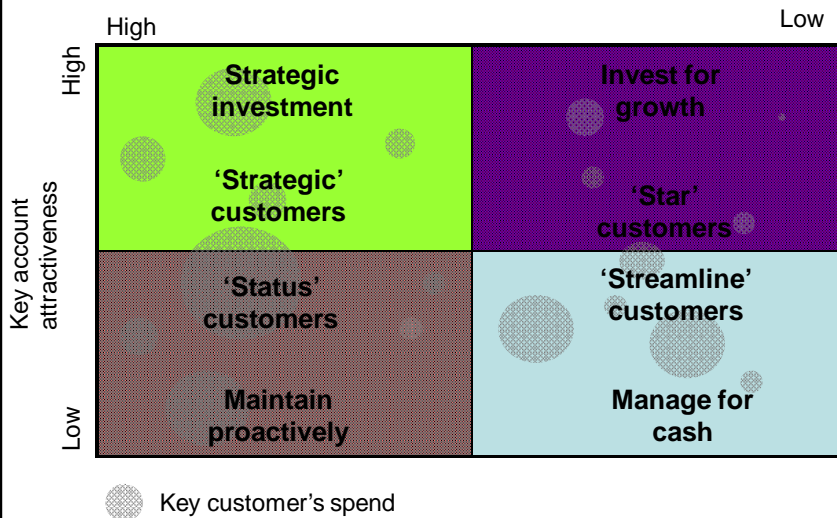 High
Low
High
Key account
attractiveness
Low
Strategic
investment
'Strategic'
customers
Invest for
growth
'Star'
customers
'Status'
customers
Maintain
proactively
'Streamline'
customers
Manage for
cash
Key customer's spend